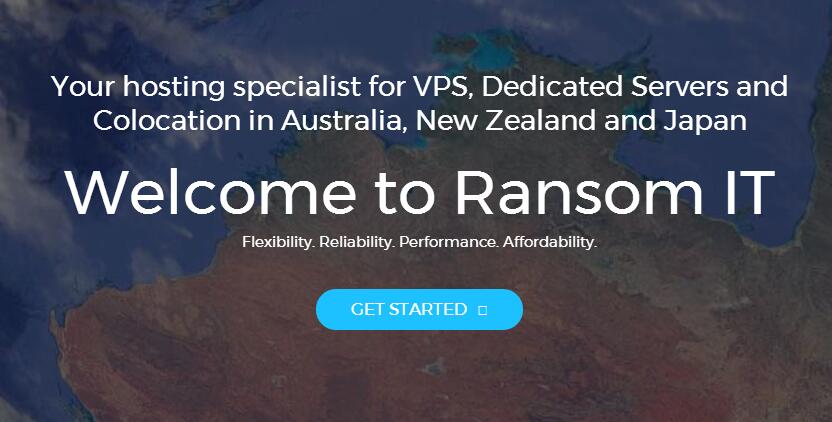 Your hosting specialist for VPS, Dedicated Servers and
Colocation in Australia, New Zealand and Japan
Welcome to Ransom IT
Flexibility. Reliability. Performance. Affordability.
GET STARTED